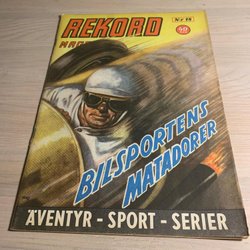 REKORD
Nr 18
BILSPORTENS
MATADORER
ÄVENTYR - SPORT - SERIER